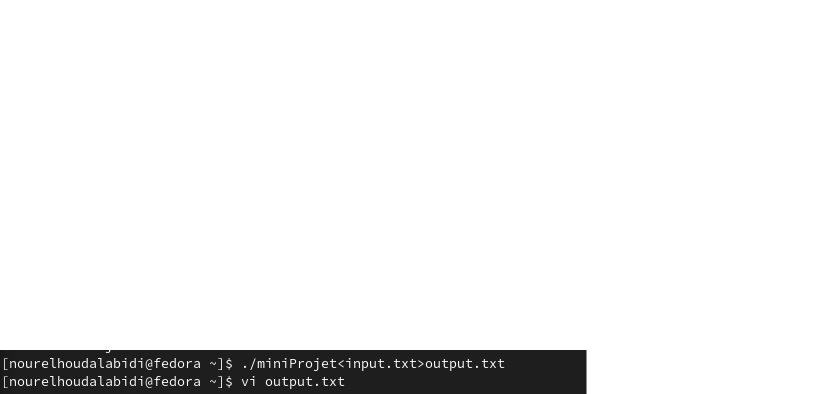 [nourelhoudalabidi@fedora ~]$ ./miniProjet<input.txt>output.txt
[nourelhoudalabidi@fedora ~]$ vi output.txt